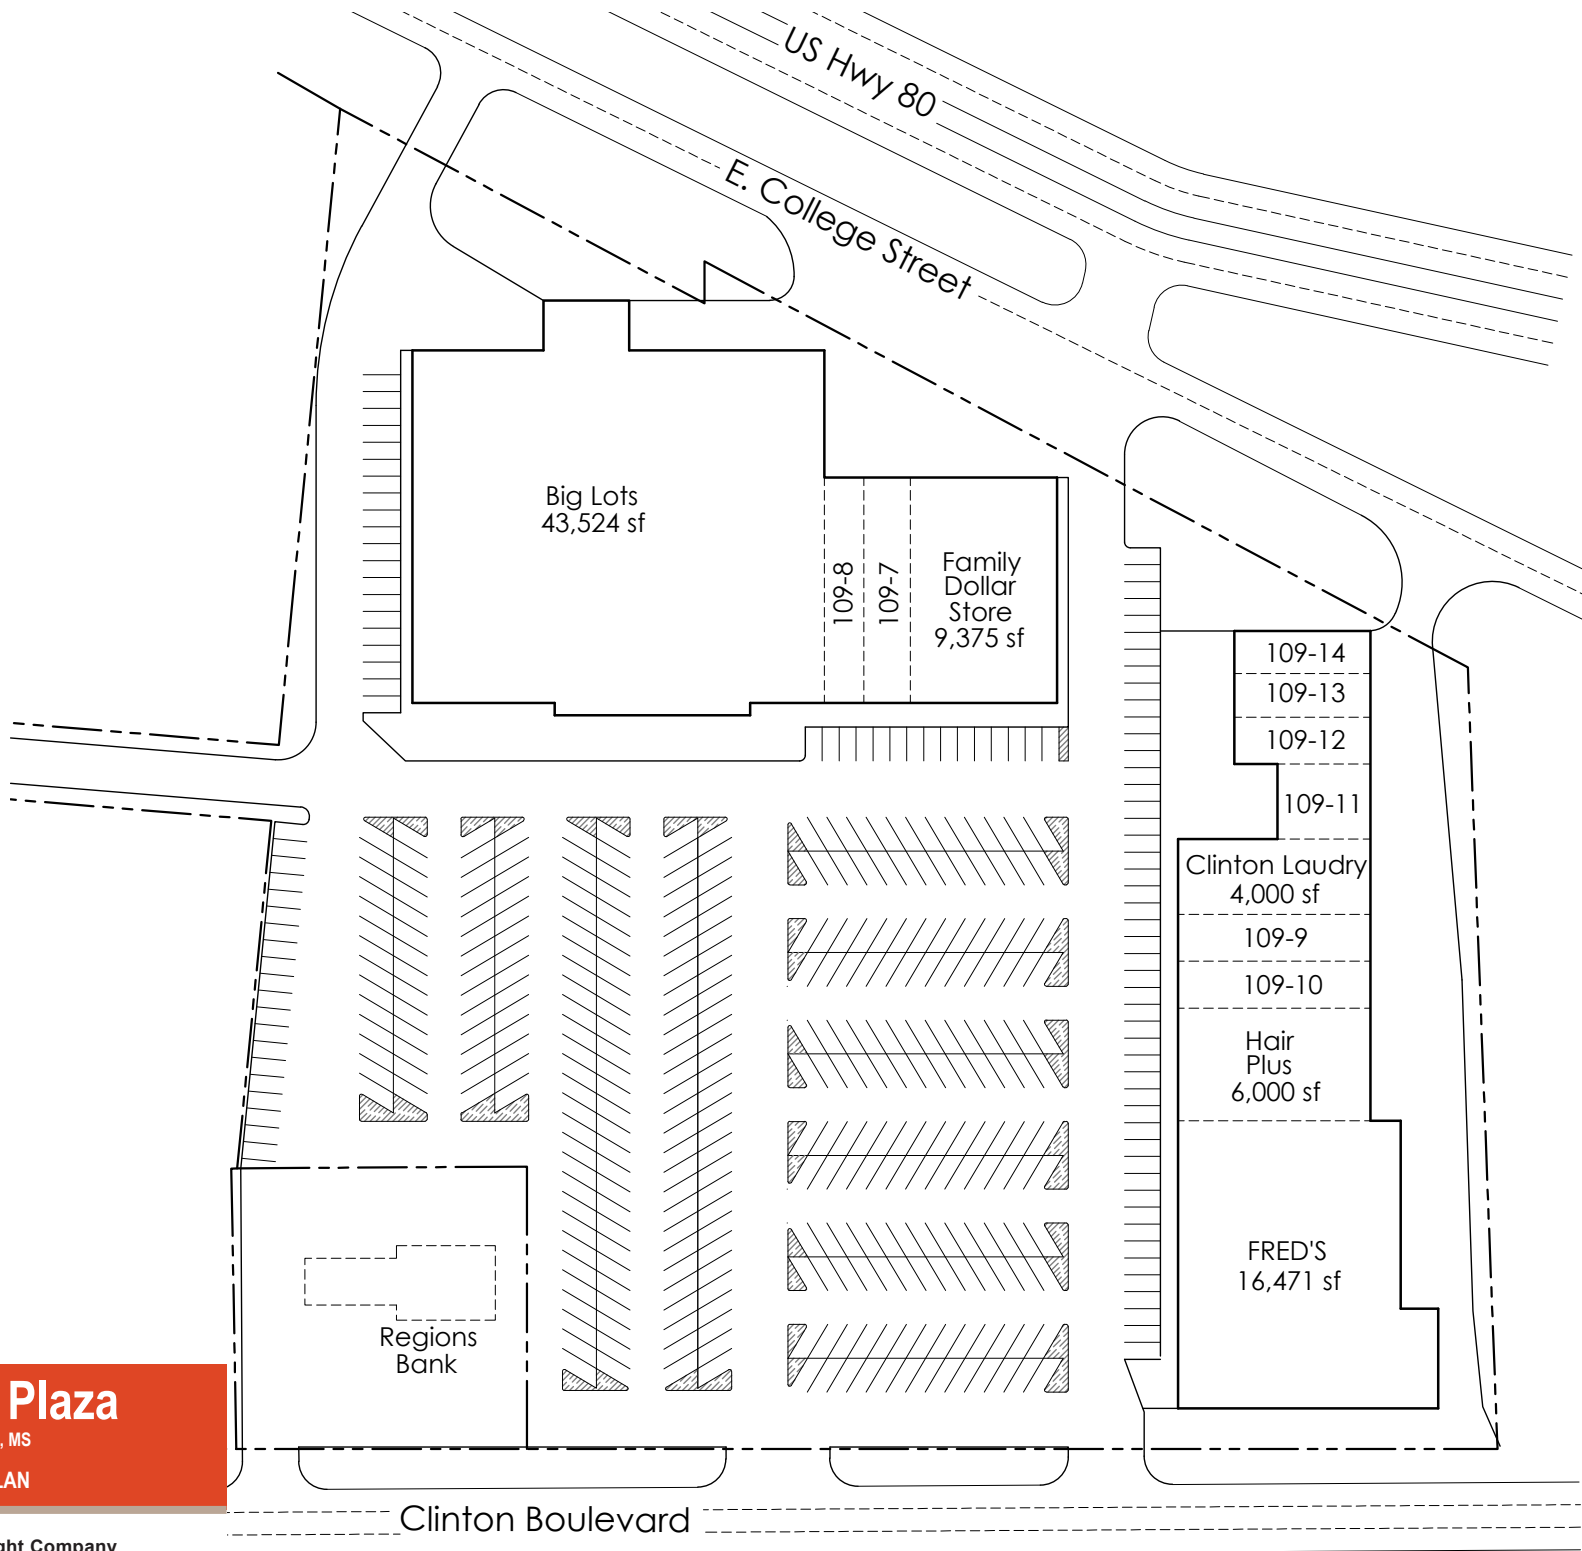 US Hwy 80
E. College Street
Big Lots
43,524 sf
109-8
109-7
Family
Dollar
Store
9,375 sf
109-14
109-13
109-12
109-11
Clinton Laudry
4,000 sf
109-9
109-10
Hair
Plus
6,000 sf
FRED'S
16,471 sf
Regions
Bank
Plaza
, MS
LAN
ght Company
Clinton Boulevard